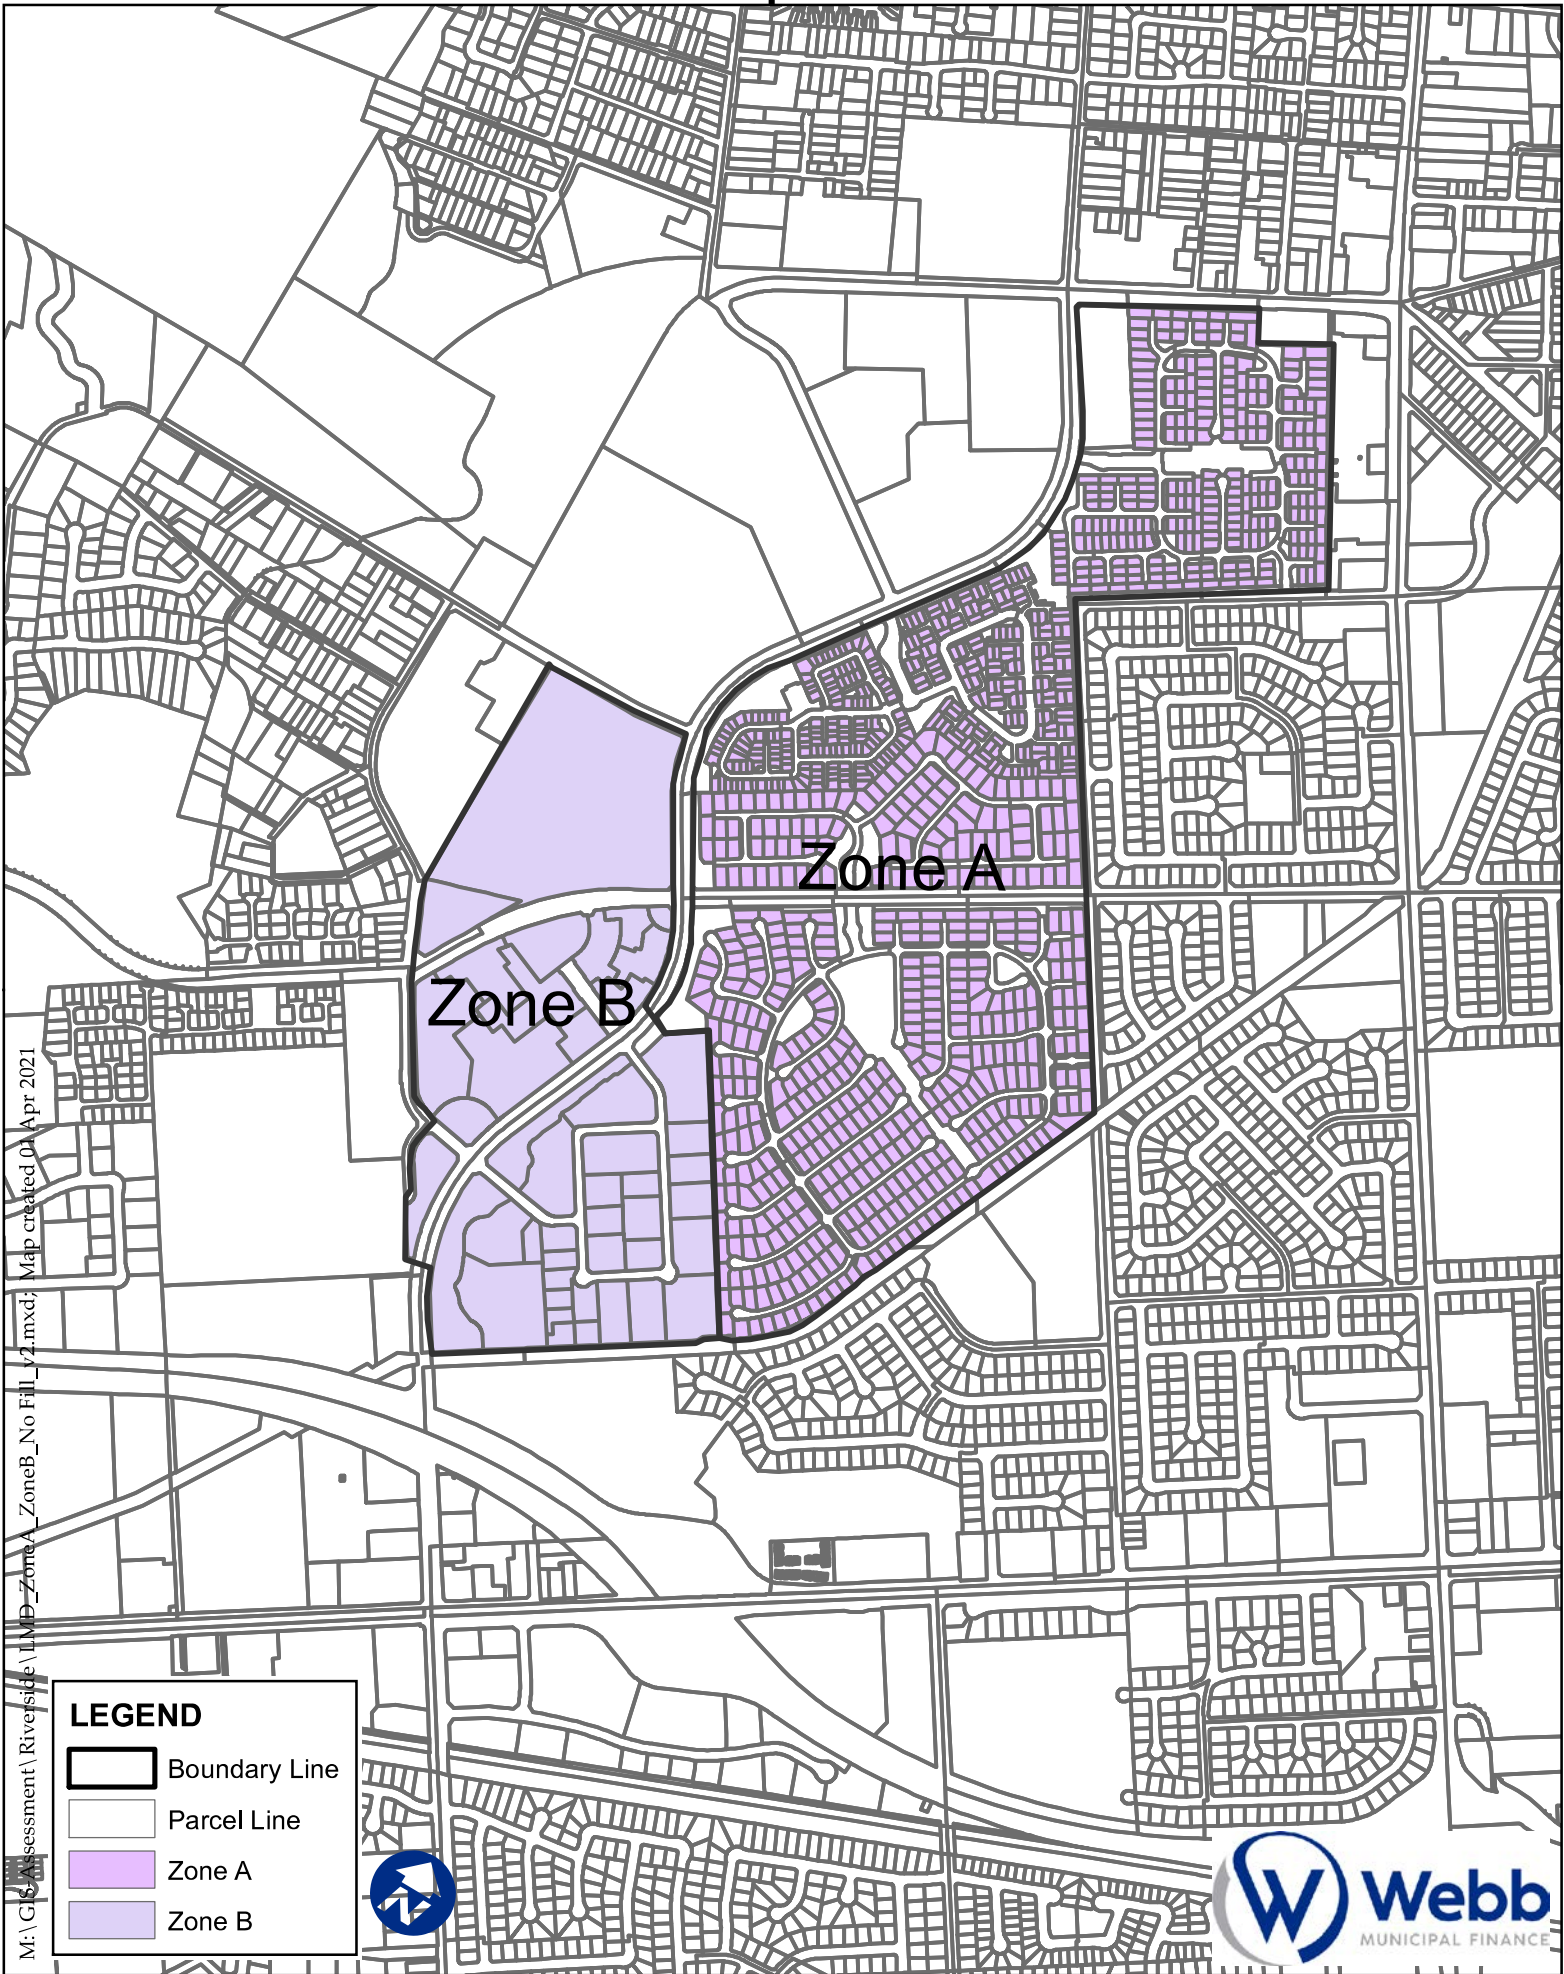 Zone A
Zone B
M:\GIS-Assessment\Riverside\LMD_ZoneA_ZoneB_No Fill_v2.mxd; Map created 01 Apr 2021
LEGEND
Boundary Line
Parcel Line
Zone A
Zone B
Webb
MUNICIPAL FINANCE